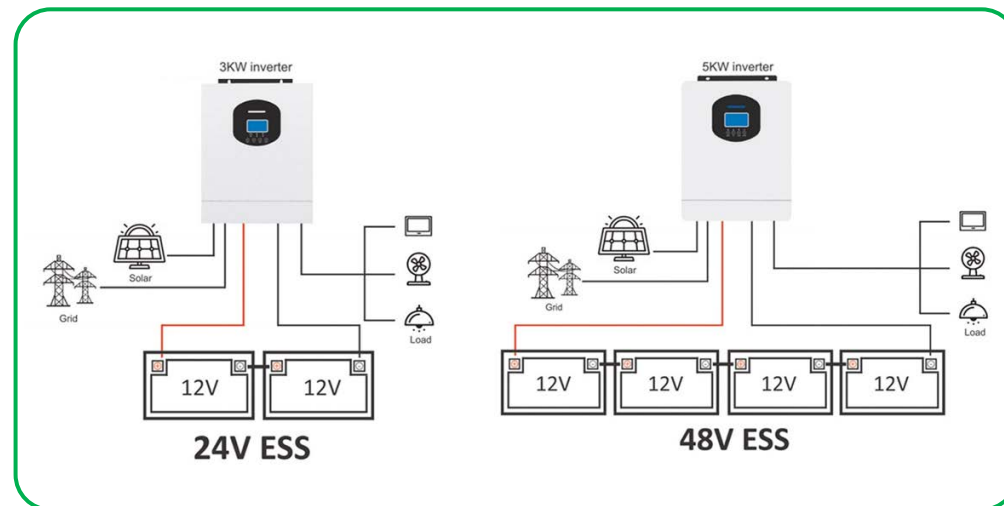 3KW inverter
Solar
Grid
Load
12V
12V
24V ESS
5KW inverter
Solar
Grid
Load
12V
12V
12V
12V
48V ESS